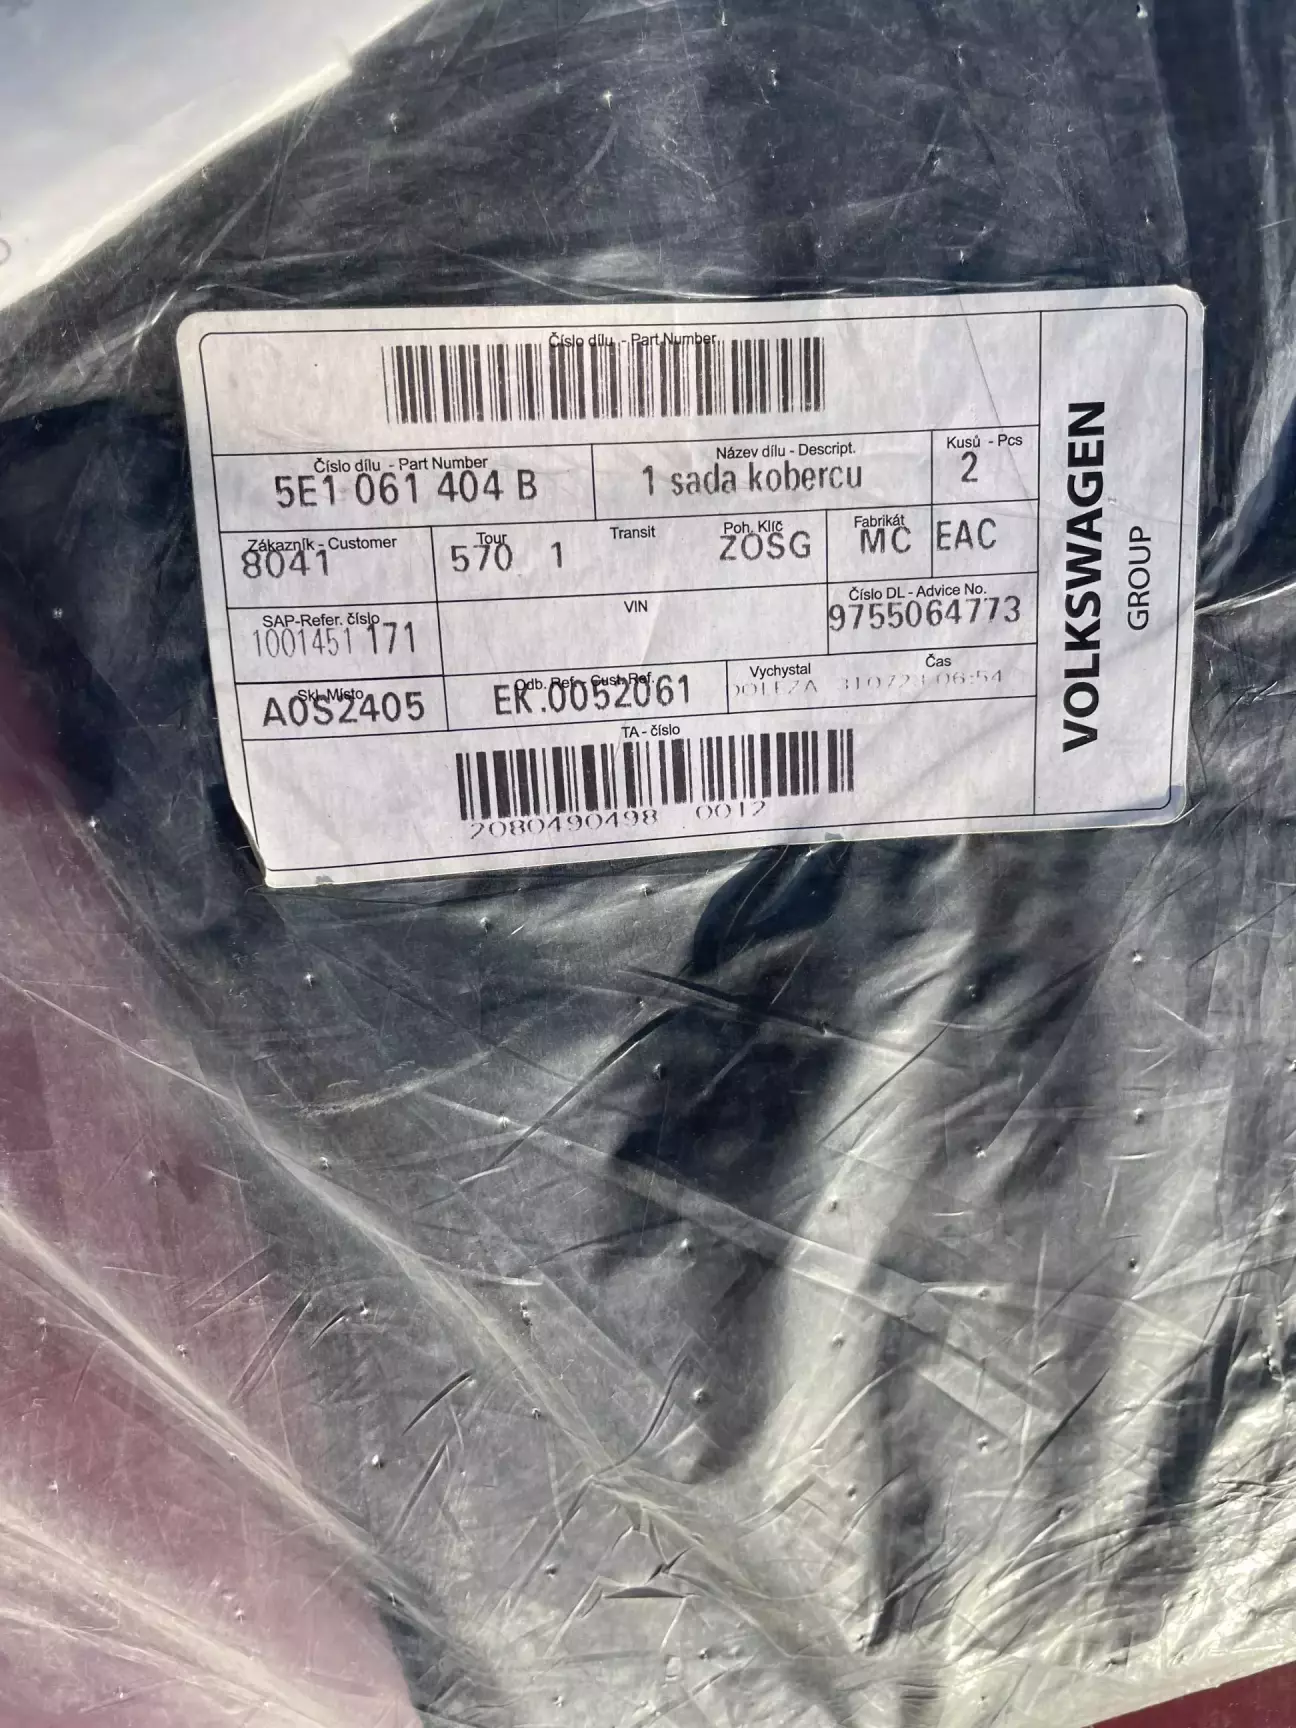 Číslo dílu - Part Number
Číslo dílu - Part Number
5E1 061 404 B
Název dílu - Descript.
1 sada kobercu
Kusů - Pcs
2
Zákazník - Customer
8041
Tour
570 1
Transit
Poh. Klíč
ZOSG
Fabrikát
MC
EAC
SAP-Refer. číslo
1001451 171
VIN
Číslo DL - Advice No.
9755064773
Skl. Místo
A0S2405
Odb. Ref. - Cust. Ref.
EK.0052061
Vychystal
Čas
310723 06:54
TA - číslo
2080490498 0012
VOLKSWAGEN
GROUP